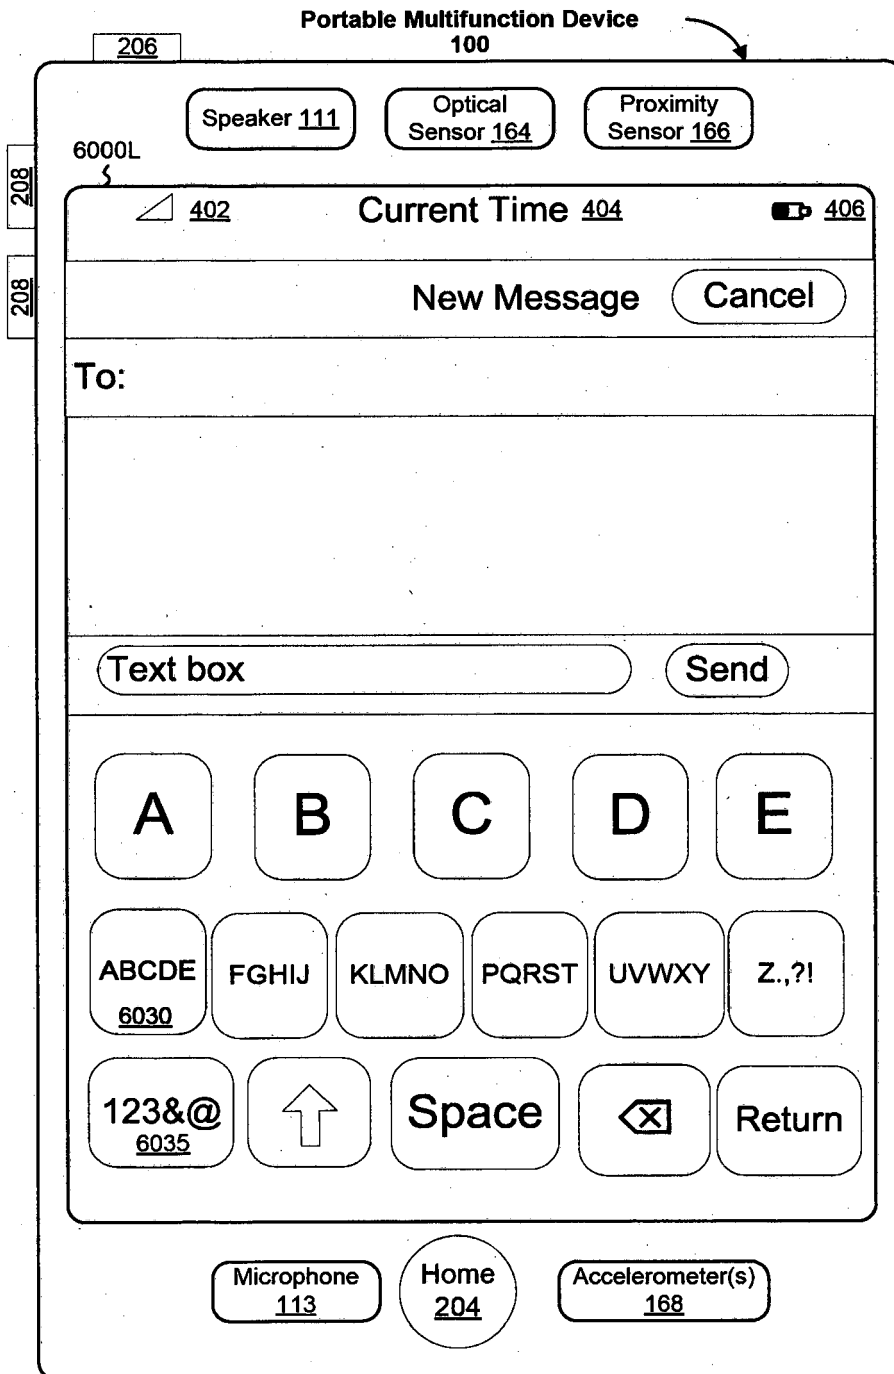 Portable Multifunction Device
100
206
Speaker 111
Optical
Sensor 164
Proximity
Sensor 166
6000L
208
208
402
Current Time 404
406
New Message
Cancel
To:
Text box
Send
A
B
C
D
E
ABCDE
6030
FGHIJ
KLMNO
PQRST
UVWXY
Z.,?!
123&@
6035
Space
Return
Microphone
113
Home
204
Accelerometer(s)
168